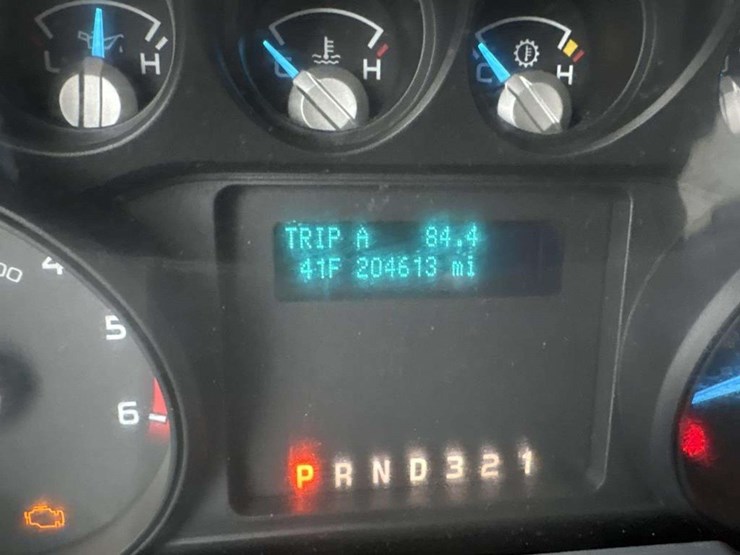 L H
H
C H
TRIP A 84.4
41F 204613 mi
4
5
6
P R N D 3 2 1